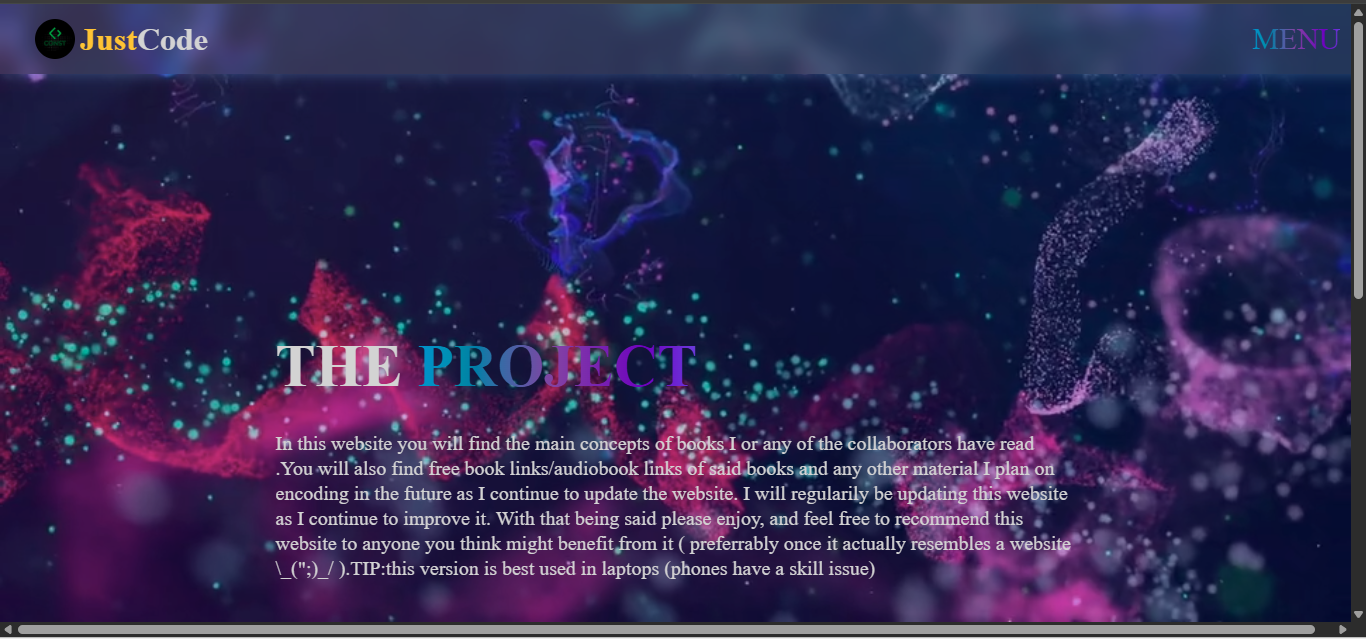 JustCode
MENU
THE PROJECT
In this website you will find the main concepts of books I or any of the collaborators have read
.You will also find free book links/audiobook links of said books and any other material I plan on
encoding in the future as I continue to update the website. I will regularily be updating this website
as I continue to improve it. With that being said please enjoy, and feel free to recommend this
website to anyone you think might benefit from it ( preferrably once it actually resembles a website
\_(";)_/ ).TIP:this version is best used in laptops (phones have a skill issue)